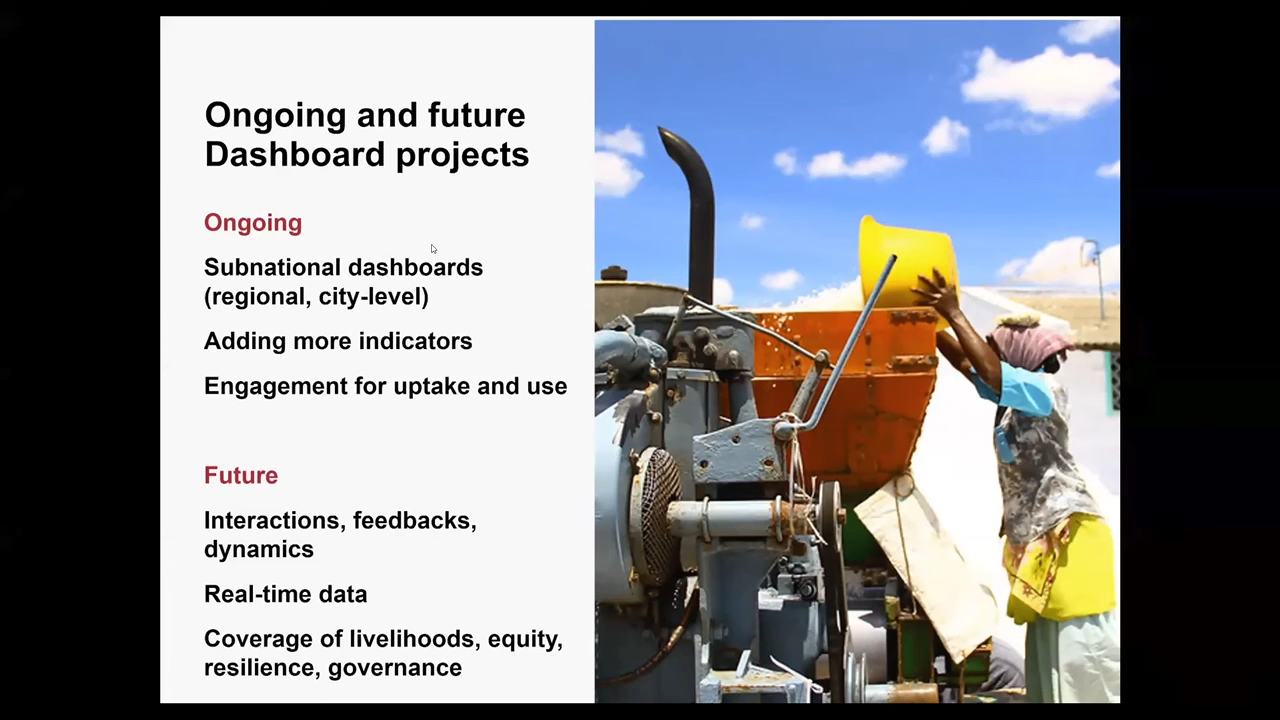 Ongoing and future
Dashboard projects
Ongoing
Subnational dashboards
(regional, city-level)
Adding more indicators
Engagement for uptake and use
Future
Interactions, feedbacks,
dynamics
Real-time data
Coverage of livelihoods, equity,
resilience, governance